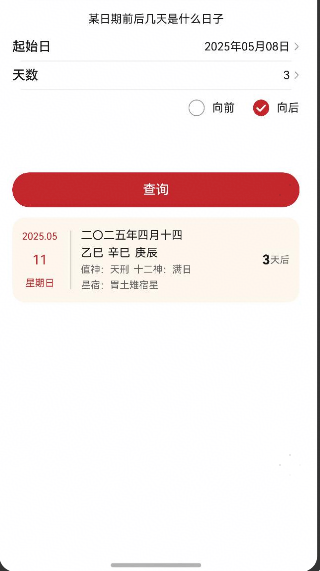 某日期前后几天是什么日子
起始日 2025年05月08日
天数 3
向前 向后
查询
2025.05
11
星期日
二〇二五年四月十四
乙巳 辛巳 庚辰
值神：天刑 十二神：满日
星宿：胃土雉宿星
3天后